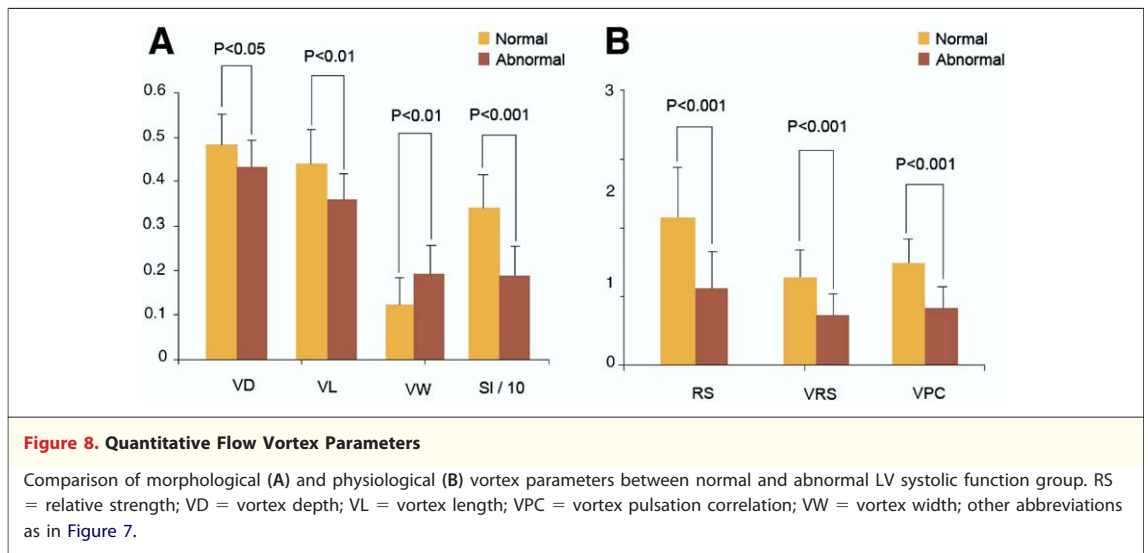 A
Normal
Abnormal
P<0.05
P<0.01
P<0.01
P<0.001
0.6
0.5
0.4
0.3
0.2
0.1
0
VD
VL
VW
SI / 10
B
Normal
Abnormal
P<0.001
P<0.001
P<0.001
3
2
1
0
RS
VRS
VPC
Figure 8. Quantitative Flow Vortex Parameters
Comparison of morphological (A) and physiological (B) vortex parameters between normal and abnormal LV systolic function group. RS
= relative strength; VD = vortex depth; VL = vortex length; VPC = vortex pulsation correlation; VW = vortex width; other abbreviations
as in Figure 7.